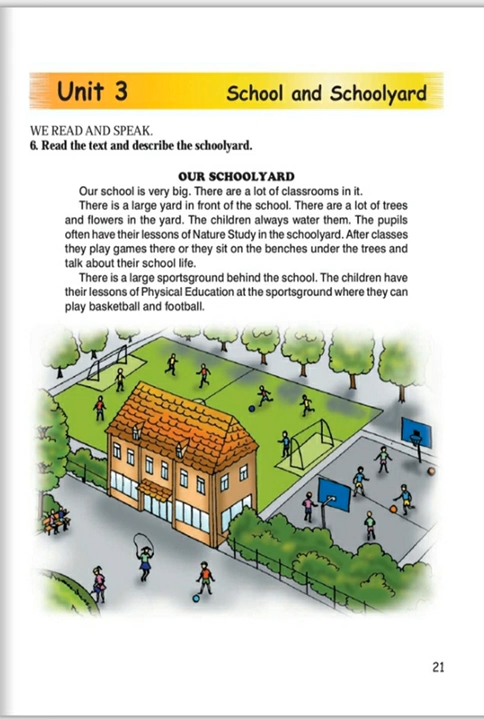 Unit 3 School and Schoolyard
WE READ AND SPEAK.
6. Read the text and describe the schoolyard.
OUR SCHOOLYARD
Our school is very big. There are a lot of classrooms in it.
There is a large yard in front of the school. There are a lot of trees
and flowers in the yard. The children always water them. The pupils
often have their lessons of Nature Study in the schoolyard. After classes
they play games there or they sit on the benches under the trees and
talk about their school life.
There is a large sportsground behind the school. The children have
their lessons of Physical Education at the sportsground where they can
play basketball and football.
21